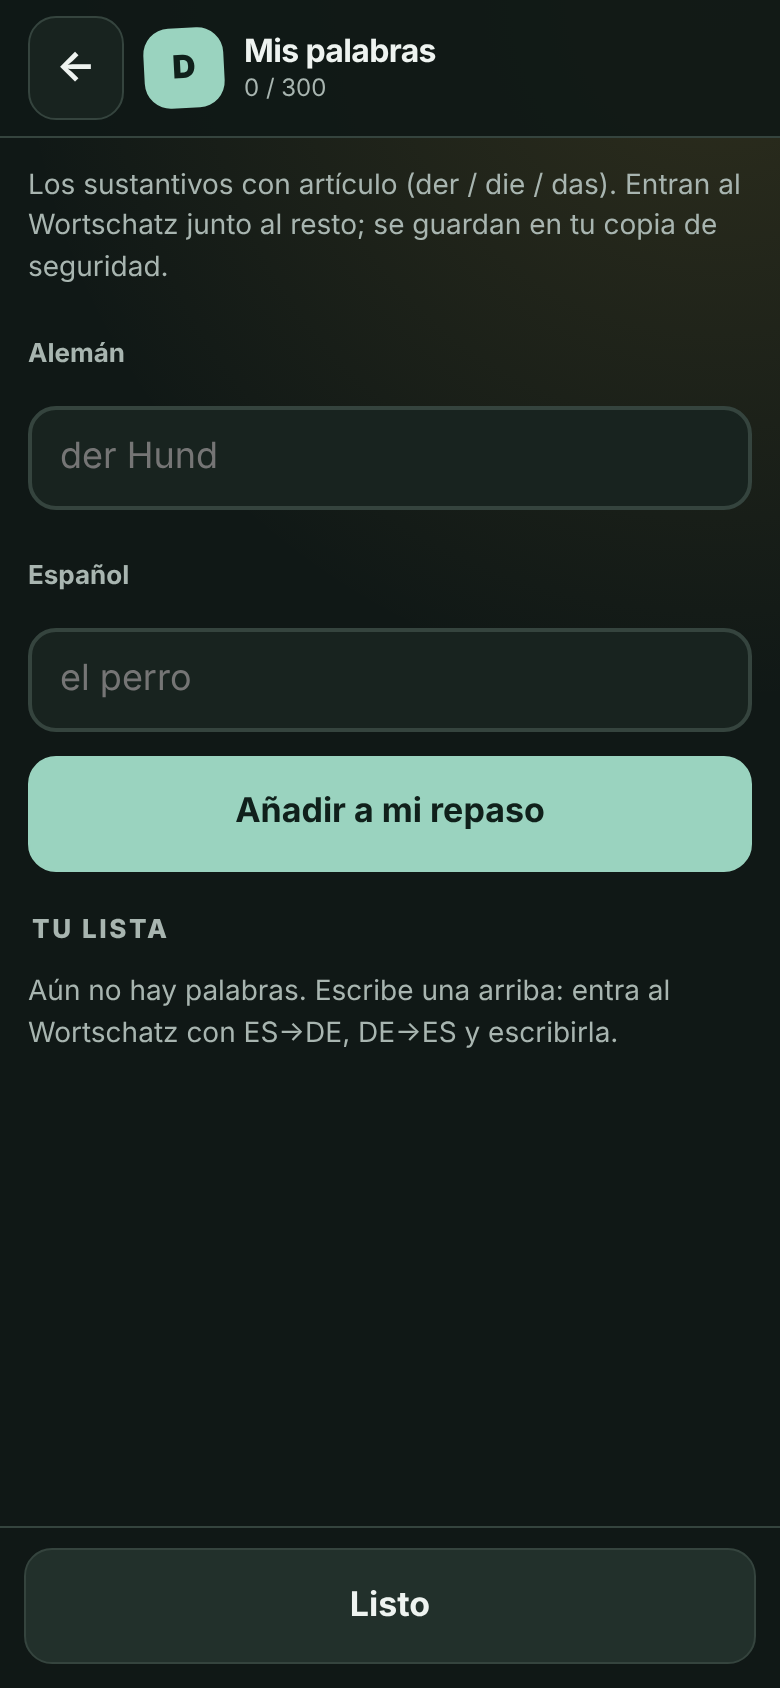 ←
D
Mis palabras
0 / 300
Los sustantivos con artículo (der / die / das). Entran al
Wortschatz junto al resto; se guardan en tu copia de
seguridad.
Alemán
der Hund
Español
el perro
Añadir a mi repaso
TU LISTA
Aún no hay palabras. Escribe una arriba: entra al
Wortschatz con ES→DE, DE→ES y escribirla.
Listo